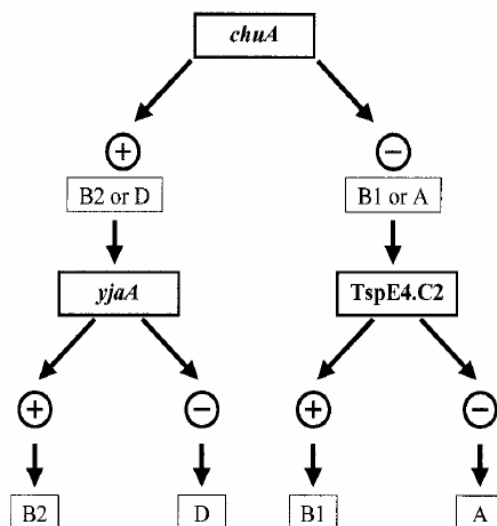 chuA
+ −
B2 or D B1 or A
yjaA TspE4.C2
+ − + −
B2 D B1 A